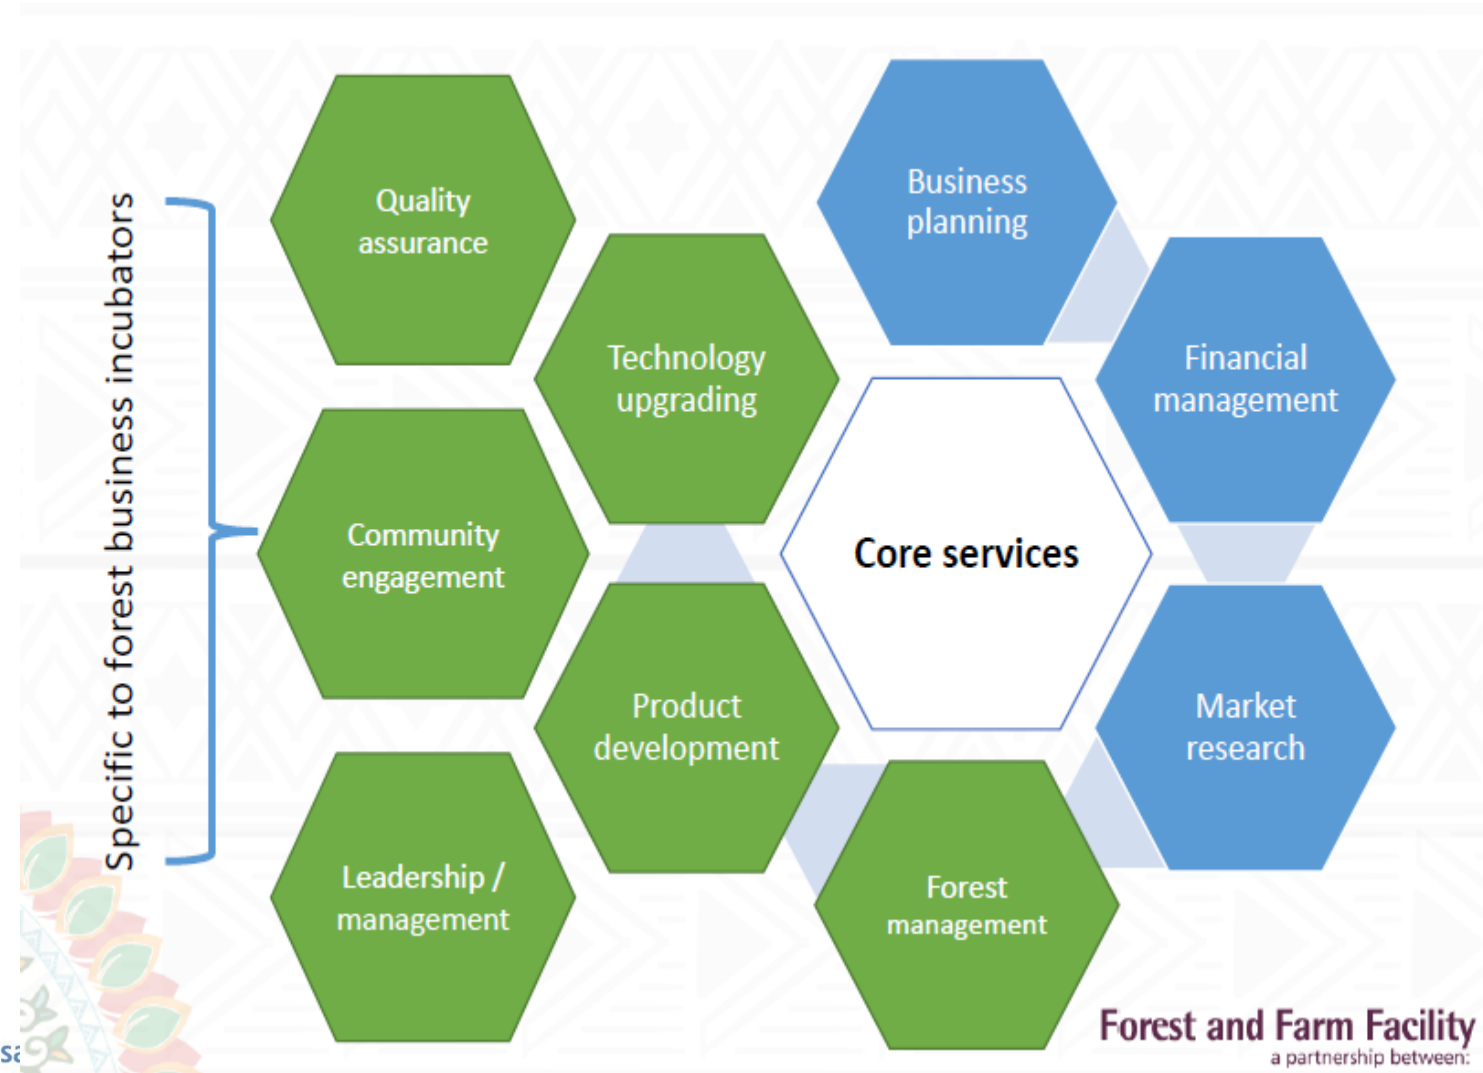 Specific to forest business incubators
Quality
assurance
Technology
upgrading
Community
engagement
Product
development
Leadership /
management
Business
planning
Financial
management
Core services
Market
research
Forest
management
Forest and Farm Facility
a partnership between: